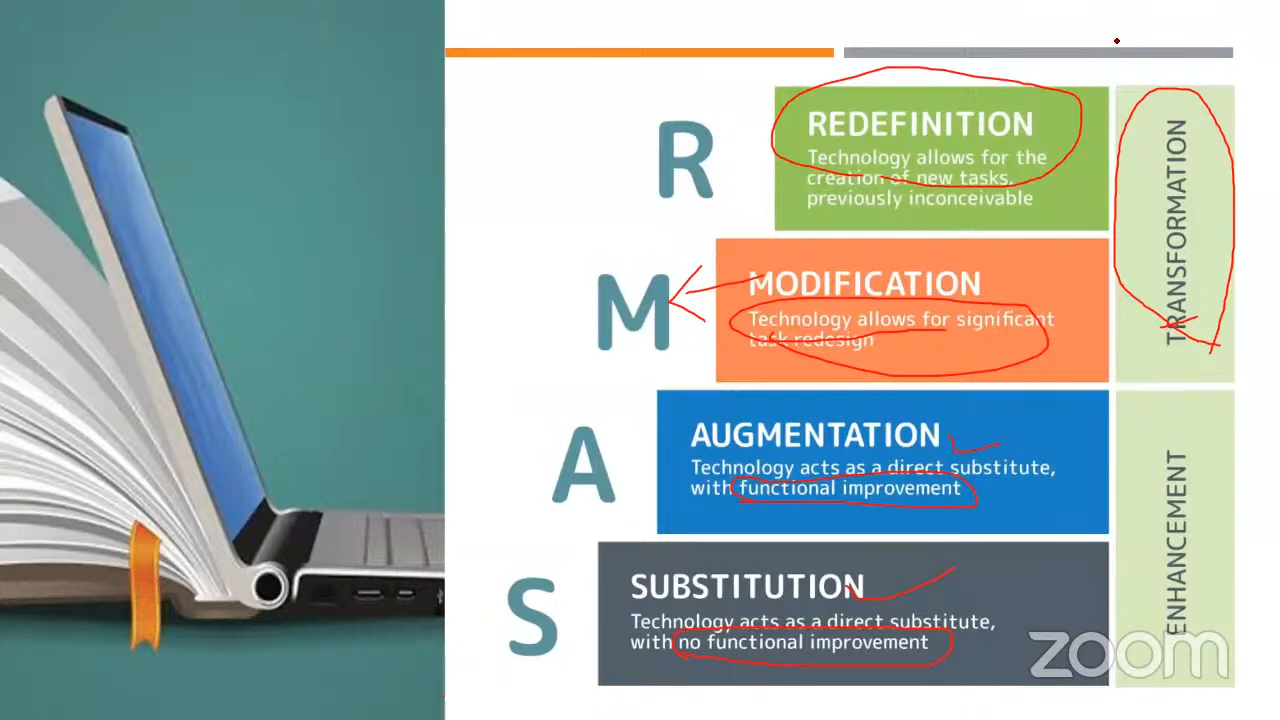 R
REDEFINITION
Technology allows for the
creation of new tasks,
previously inconceivable
TRANSFORMATION
M
MODIFICATION
Technology allows for significant
task redesign
A
AUGMENTATION
Technology acts as a direct substitute,
with functional improvement
ENHANCEMENT
S
SUBSTITUTION
Technology acts as a direct substitute,
with no functional improvement
zoom